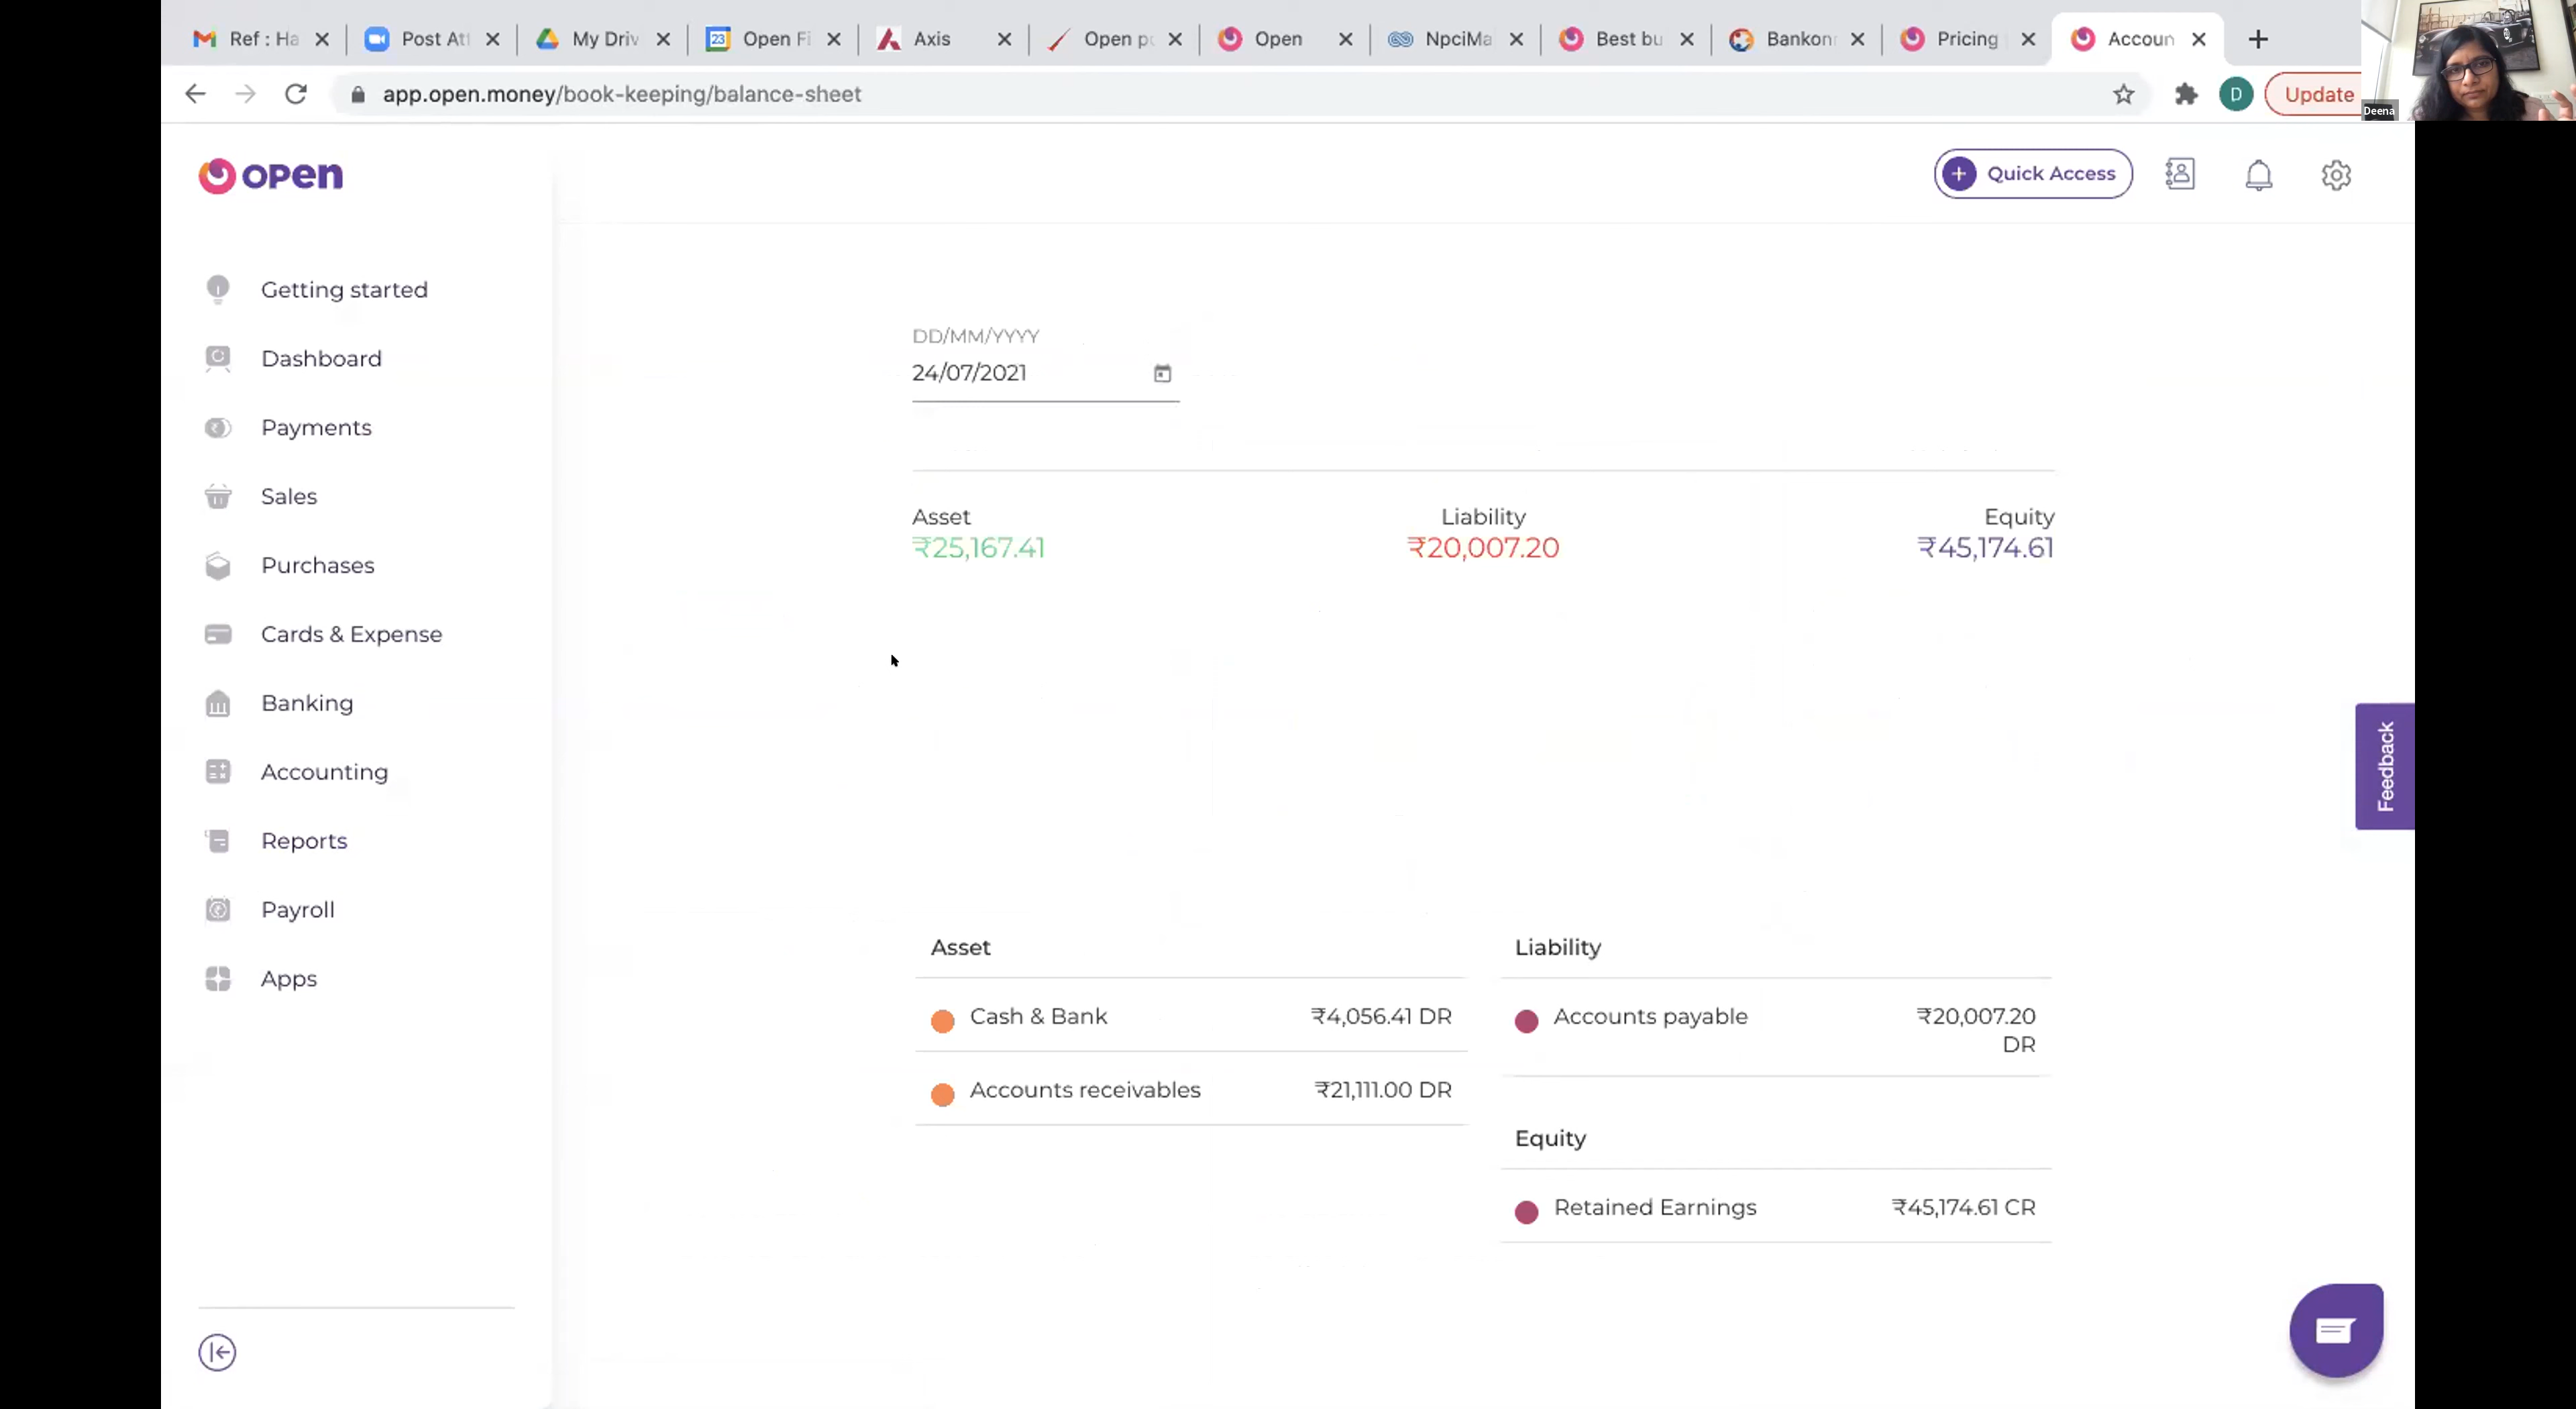 Ref : Ha
Post Att
My Driv
23
Open Fi
Axis
Open po
Open
NpciMa
Best bu
Bankon
Pricing
Accoun
app.open.money/book-keeping/balance-sheet
D
Update
Deena
open
Quick Access
Getting started
Dashboard
Payments
Sales
Purchases
Cards & Expense
Banking
Accounting
Reports
Payroll
Apps
DD/MM/YYYY
24/07/2021
Asset
₹25,167.41
Liability
₹20,007.20
Equity
₹45,174.61
Feedback
Asset
Cash & Bank ₹4,056.41 DR
Accounts receivables ₹21,111.00 DR
Liability
Accounts payable ₹20,007.20
DR
Equity
Retained Earnings ₹45,174.61 CR